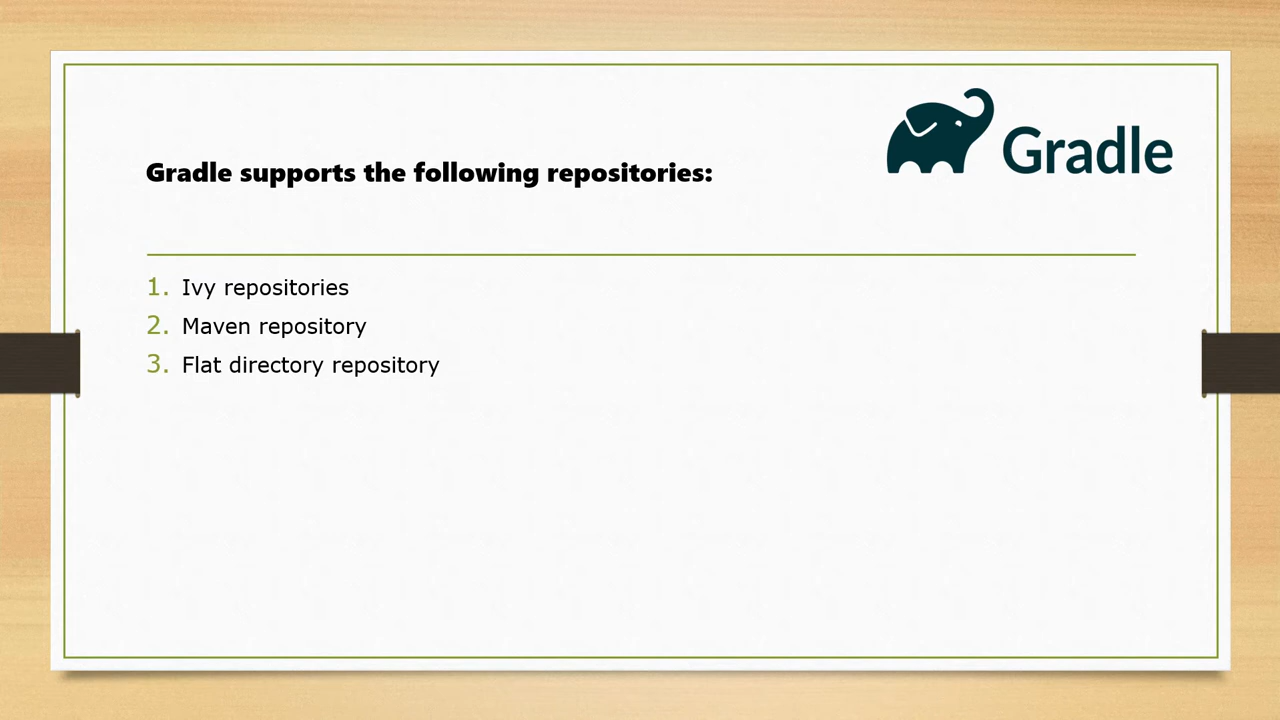 Gradle
Gradle supports the following repositories:
1. Ivy repositories
2. Maven repository
3. Flat directory repository